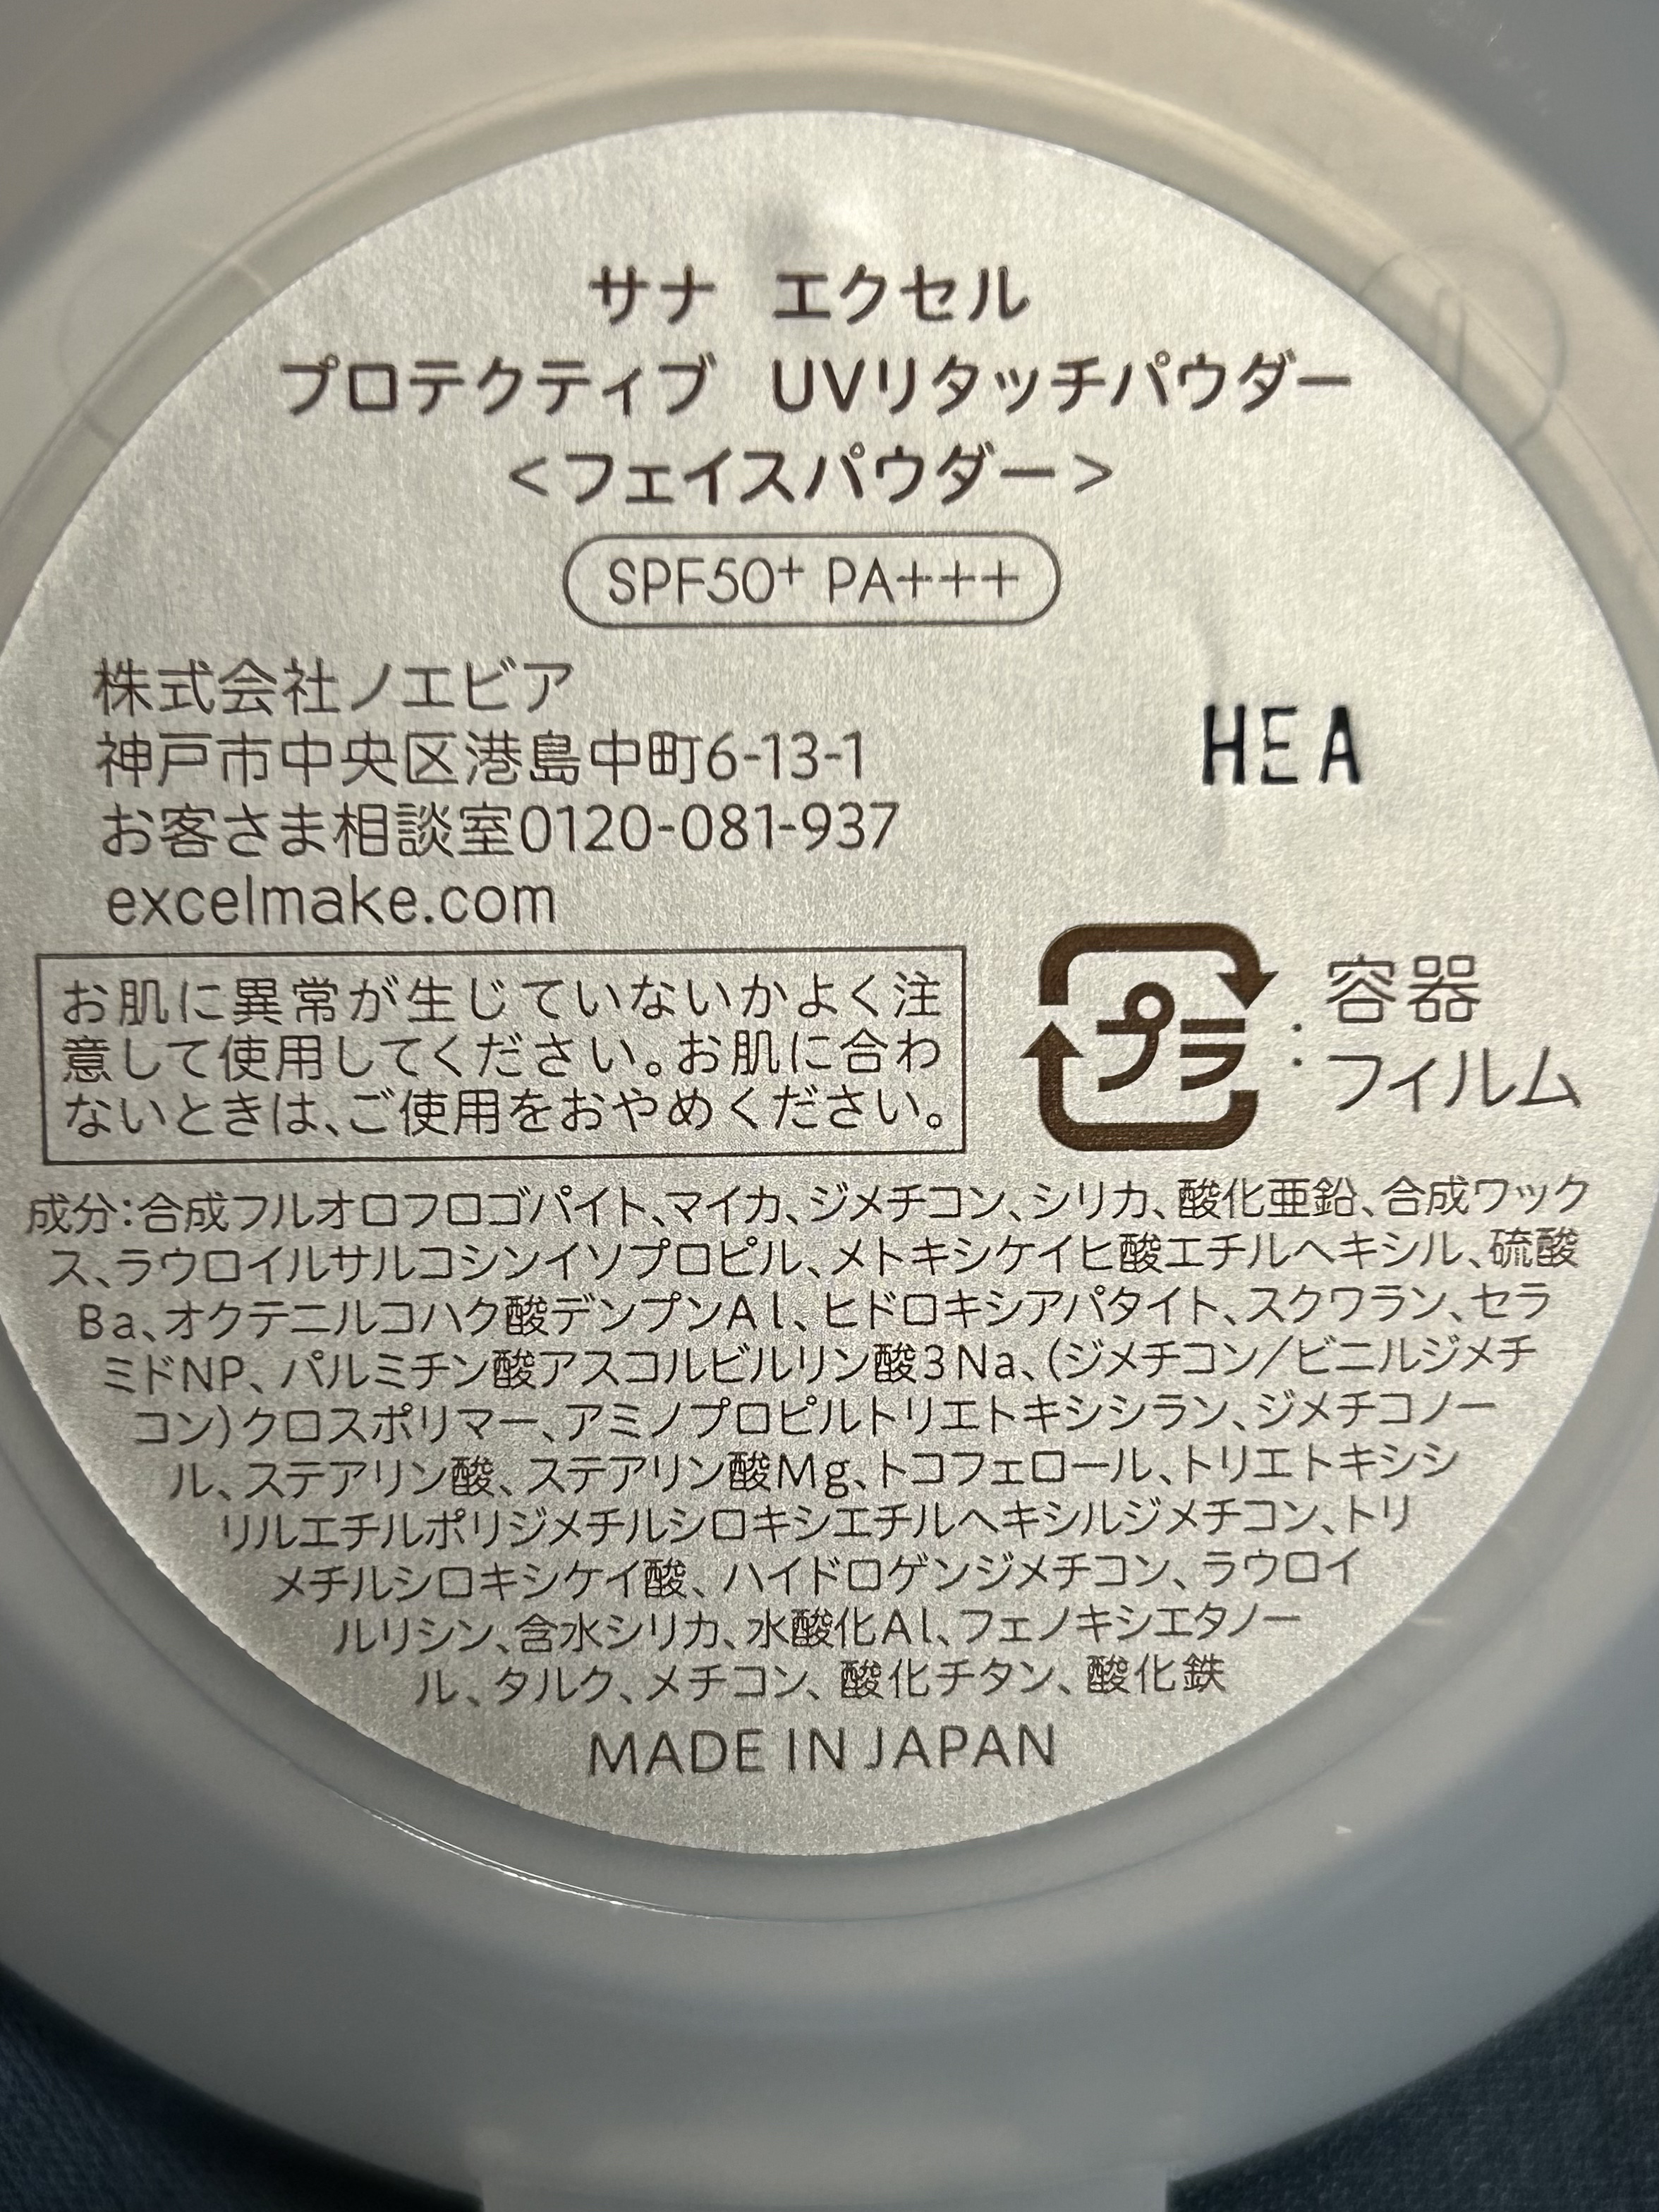 サナ エクセル
プロテクティブ UVリタッチパウダー
<フェイスパウダー>
SPF50+ PA+++
株式会社ノエビア
神戸市中央区港島中町6-13-1
お客さま相談室0120-081-937
excelmake.com
HEA
お肌に異常が生じていないかよく注
意して使用してください。お肌に合わ
ないときは、ご使用をおやめください。
プラ : 容器
フィルム
成分:合成フルオロフロゴパイト、マイカ、ジメチコン、シリカ、酸化亜鉛、合成ワック
ス、ラウロイルサルコシンイソプロピル、メトキシケイヒ酸エチルヘキシル、硫酸
Ba、オクテニルコハク酸デンプンAl、ヒドロキシアパタイト、スクワラン、セラ
ミドNP、パルミチン酸アスコルビルリン酸3Na、(ジメチコン/ビニルジメチ
コン)クロスポリマー、アミノプロピルトリエトキシシラン、ジメチコノー
ル、ステアリン酸、ステアリン酸Mg、トコフェロール、トリエトキシシ
リルエチルポリジメチルシロキシエチルヘキシルジメチコン、トリ
メチルシロキシケイ酸、ハイドロゲンジメチコン、ラウロイ
ルリシン、含水シリカ、水酸化Al、フェノキシエタノー
ル、タルク、メチコン、酸化チタン、酸化鉄
MADE IN JAPAN